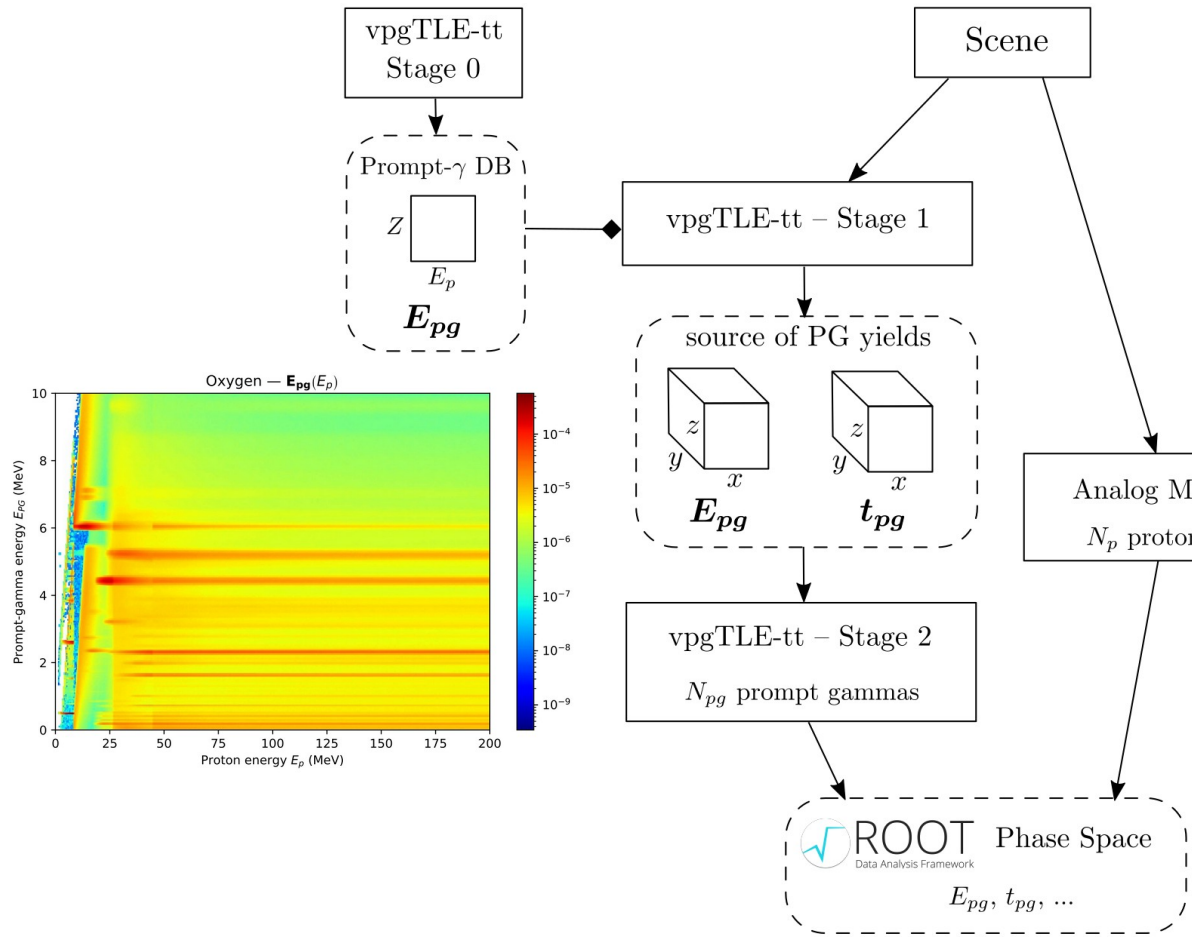 vpgTLE-tt
Stage 0
Scene
Prompt-γ DB
Z
E_p
E_pg
vpgTLE-tt – Stage 1
source of PG yields
z
y
x
E_pg
z
y
x
t_pg
Oxygen — E_pg(E_p)
Prompt-gamma energy E_PG (MeV)
10
8
6
4
2
0
0 25 50 75 100 125 150 175 200
Proton energy E_p (MeV)
10^-4
10^-5
10^-6
10^-7
10^-8
10^-9
Analog M
N_p proton
vpgTLE-tt – Stage 2
N_pg prompt gammas
ROOT Phase Space
Data Analysis Framework
E_pg, t_pg, ...